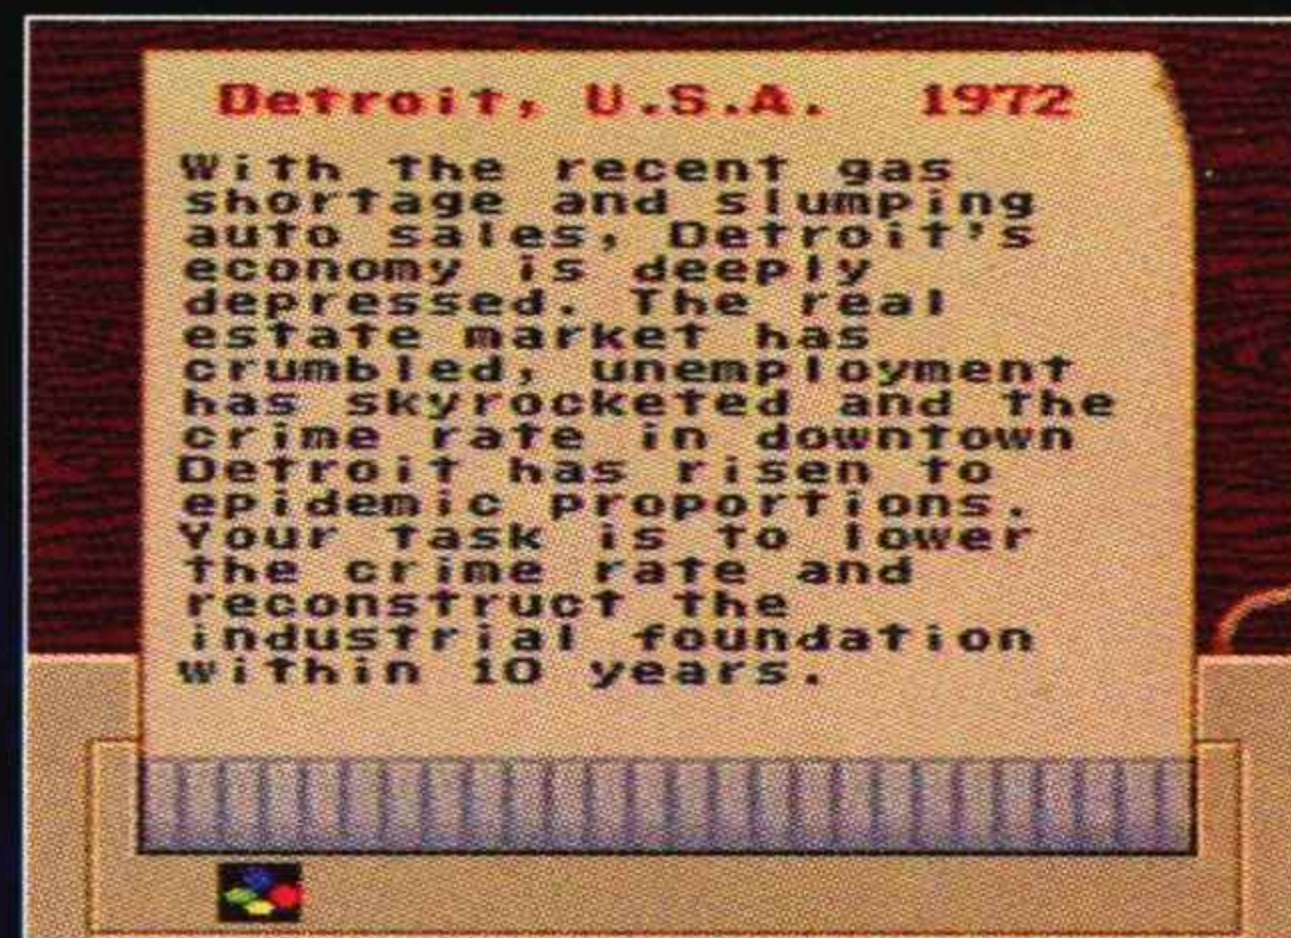 Detroit, U.S.A. 1972
With the recent gas
shortage and slumping
auto sales, Detroit's
economy is deeply
depressed. The real
estate market has
crumbled, unemployment
has skyrocketed and the
crime rate in downtown
Detroit has risen to
epidemic proportions.
Your task is to lower
the crime rate and
reconstruct the
industrial foundation
within 10 years.